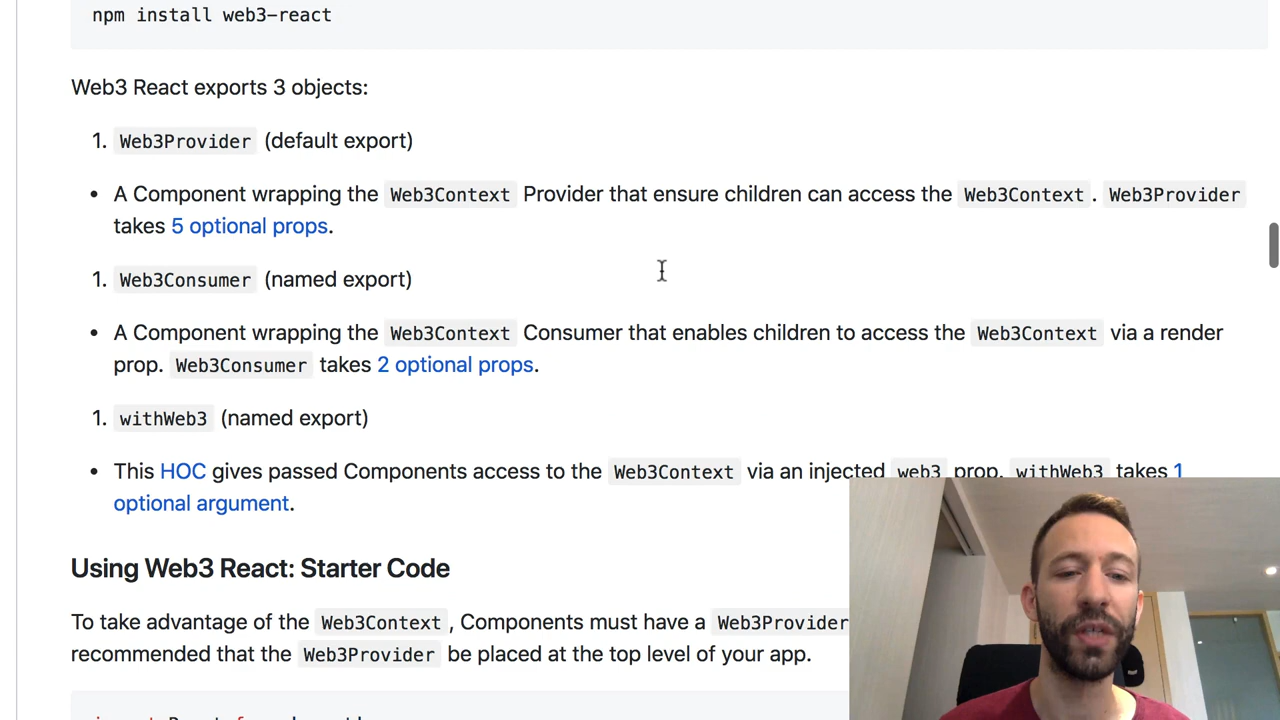 npm install web3-react
Web3 React exports 3 objects:
1. Web3Provider (default export)
• A Component wrapping the Web3Context Provider that ensure children can access the Web3Context . Web3Provider
takes 5 optional props.
1. Web3Consumer (named export)
• A Component wrapping the Web3Context Consumer that enables children to access the Web3Context via a render
prop. Web3Consumer takes 2 optional props.
1. withWeb3 (named export)
• This HOC gives passed Components access to the Web3Context via an injected web3 prop. withWeb3 takes 1
optional argument.
Using Web3 React: Starter Code
To take advantage of the Web3Context , Components must have a Web3Provider
recommended that the Web3Provider be placed at the top level of your app.